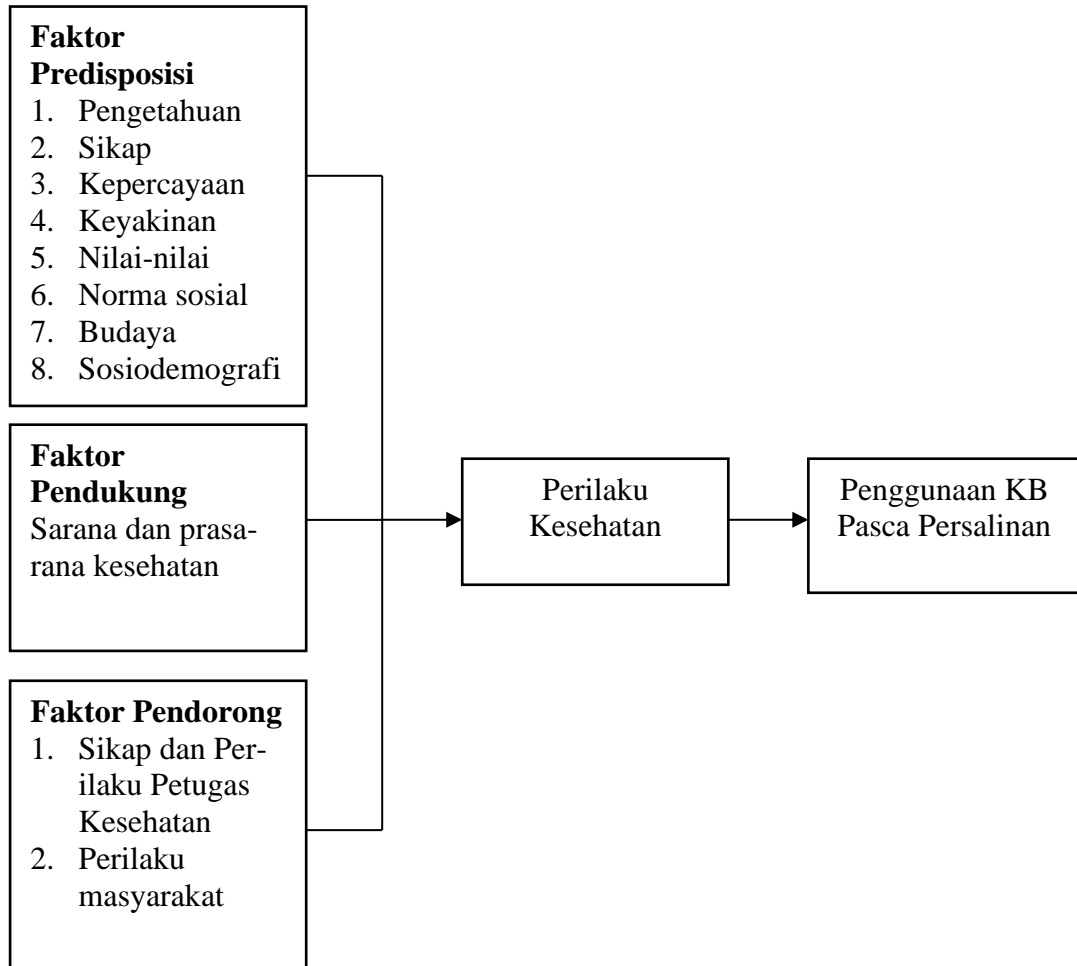 Faktor
Predisposisi
1. Pengetahuan
2. Sikap
3. Kepercayaan
4. Keyakinan
5. Nilai-nilai
6. Norma sosial
7. Budaya
8. Sosiodemografi
Faktor
Pendukung
Sarana dan prasa-
rana kesehatan
Faktor Pendorong
1. Sikap dan Per-
ilaku Petugas
Kesehatan
2. Perilaku
masyarakat
Perilaku
Kesehatan
Penggunaan KB
Pasca Persalinan